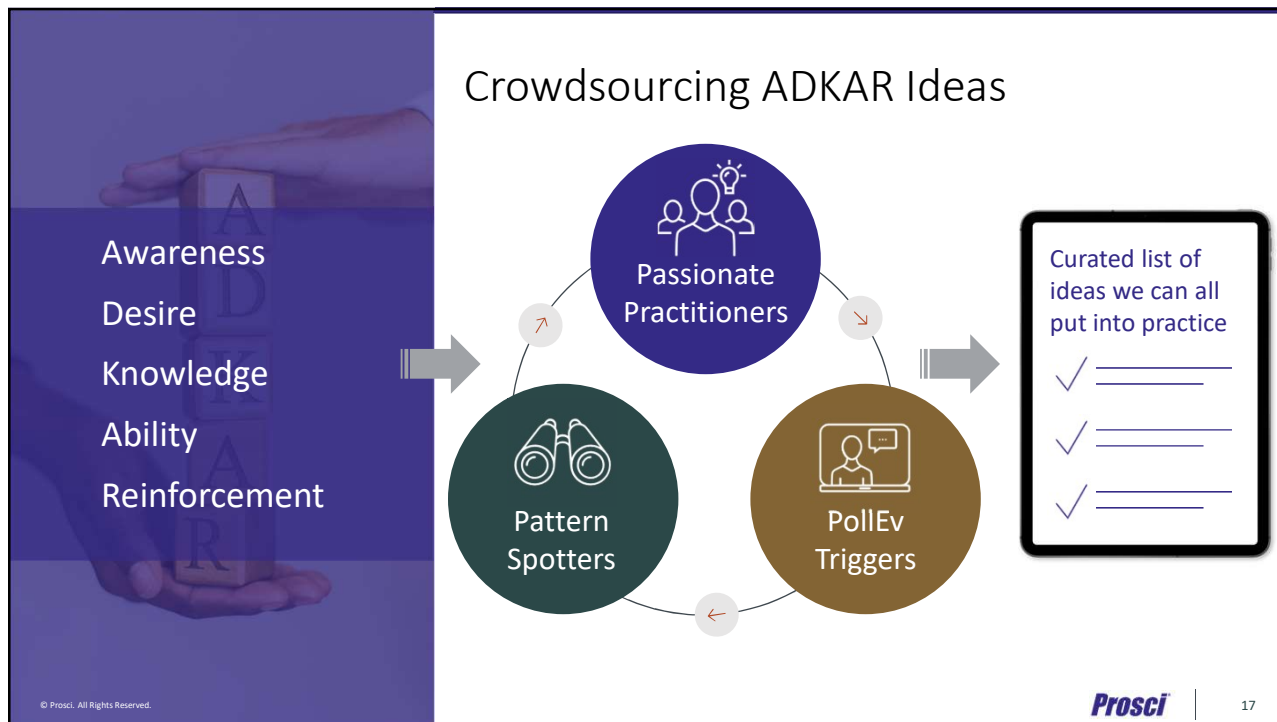 Crowdsourcing ADKAR Ideas
Awareness
Desire
Knowledge
Ability
Reinforcement
A
D
K
A
R
Passionate
Practitioners
Pattern
Spotters
PollEv
Triggers
Curated list of
ideas we can all
put into practice
© Prosci. All Rights Reserved.
Prosci®
17